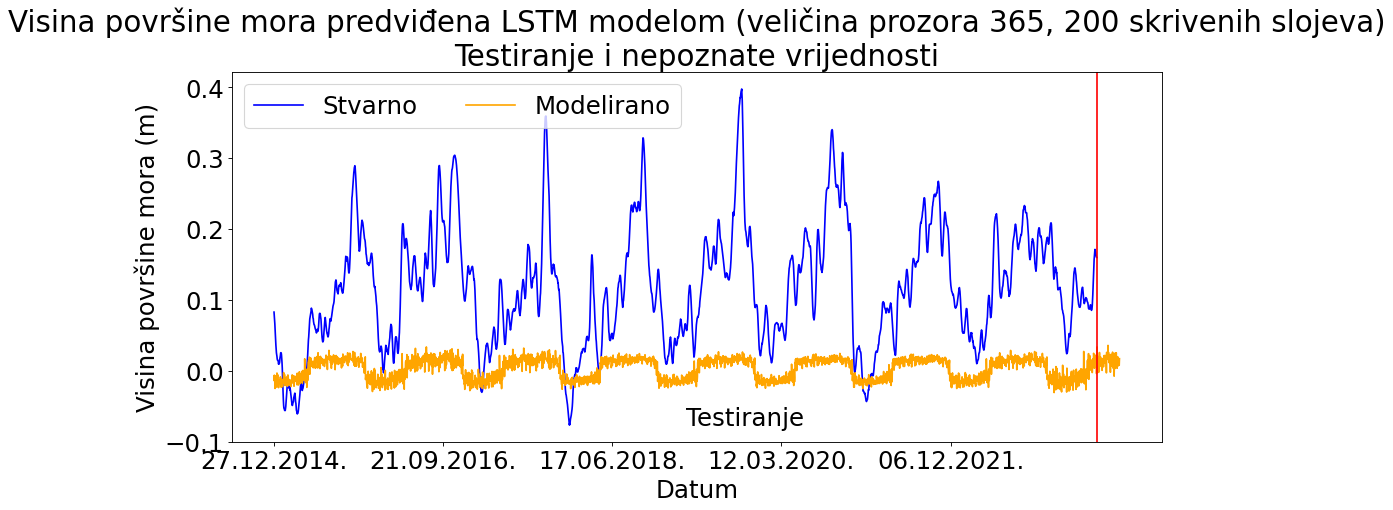 Visina površine mora predviđena LSTM modelom (veličina prozora 365, 200 skrivenih slojeva)
Testiranje i nepoznate vrijednosti
Stvarno Modelirano
Visina površine mora (m)
0.4
0.3
0.2
0.1
0.0
−0.1
Testiranje
27.12.2014. 21.09.2016. 17.06.2018. 12.03.2020. 06.12.2021.
Datum